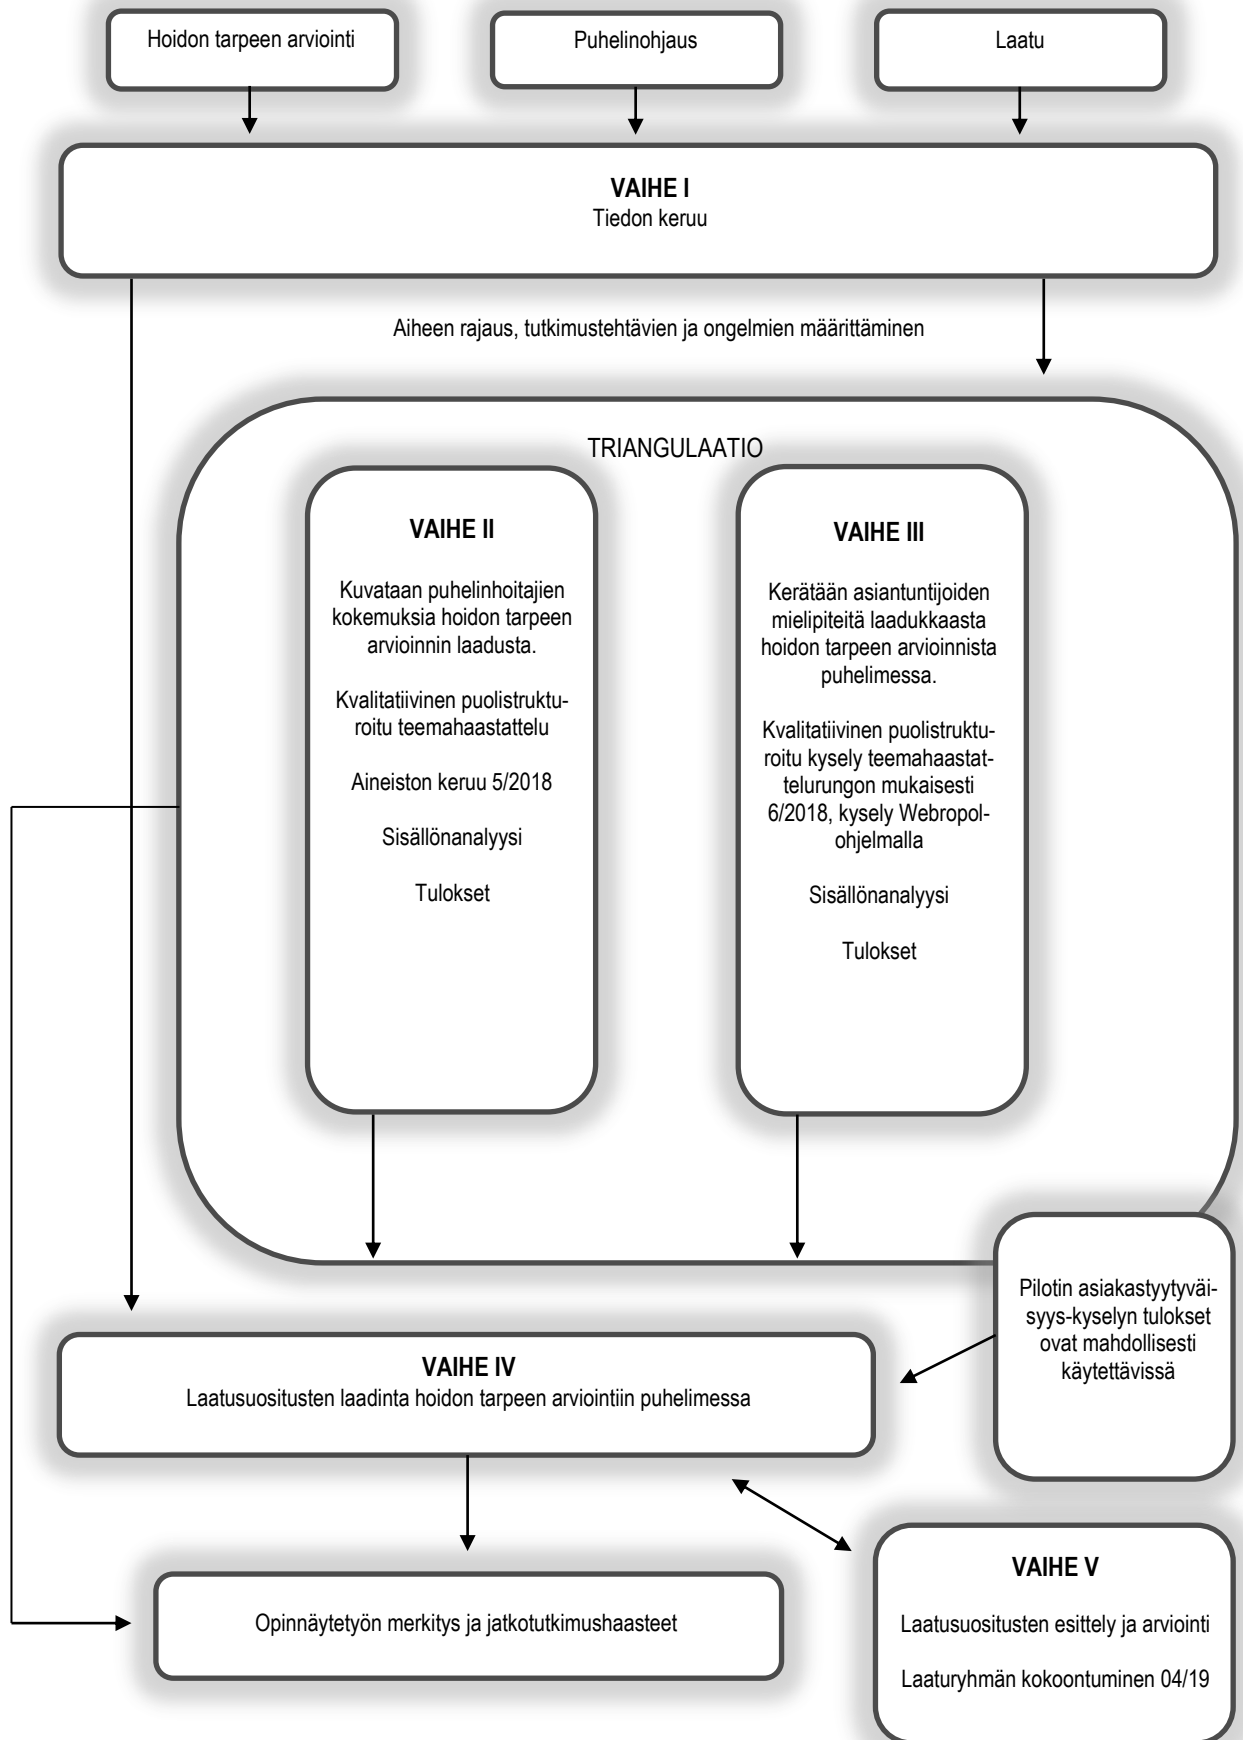 Hoidon tarpeen arviointi
Puhelinohjaus
Laatu
VAIHE I
Tiedon keruu
Aiheen rajaus, tutkimustehtävien ja ongelmien määrittäminen
TRIANGULAATIO
VAIHE II
Kuvataan puhelinhoitajien
kokemuksia hoidon tarpeen
arvioinnin laadusta.
Kvalitatiivinen puolistruktu-
roitu teemahaastattelu
Aineiston keruu 5/2018
Sisällönanalyysi
Tulokset
VAIHE III
Kerätään asiantuntijoiden
mielipiteitä laadukkaasta
hoidon tarpeen arvioinnista
puhelimessa.
Kvalitatiivinen puolistruktu-
roitu kysely teemahaastat-
telurungon mukaisesti
6/2018, kysely Webropol-
ohjelmalla
Sisällönanalyysi
Tulokset
Pilotin asiakastyytyväi-
syys-kyselyn tulokset
ovat mahdollisesti
käytettävissä
VAIHE IV
Laatusuositusten laadinta hoidon tarpeen arviointiin puhelimessa
VAIHE V
Laatusuositusten esittely ja arviointi
Laaturyhmän kokoontuminen 04/19
Opinnäytetyön merkitys ja jatkotutkimushaasteet